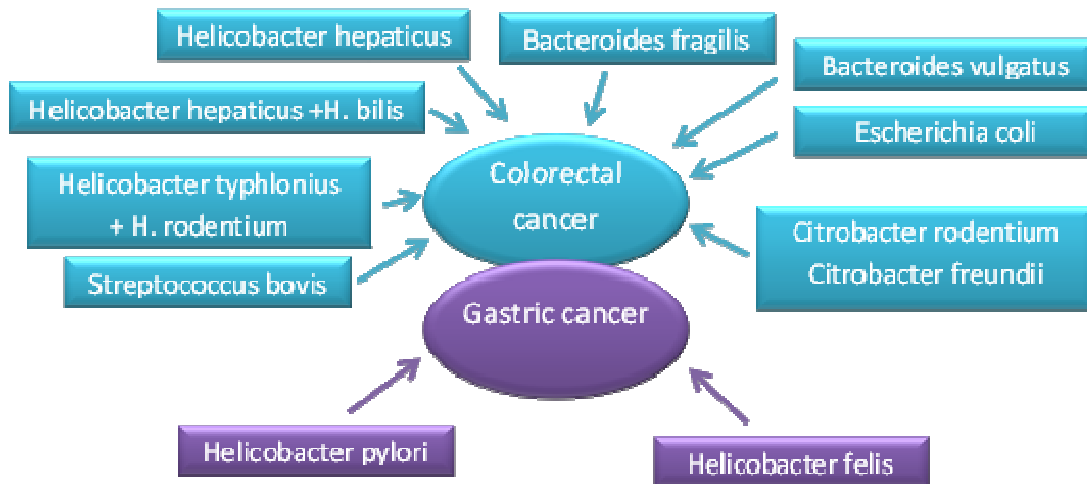 Helicobacter hepaticus
Bacteroides fragilis
Bacteroides vulgatus
Helicobacter hepaticus +H. bilis
Escherichia coli
Helicobacter typhlonius
+ H. rodentium
Colorectal
cancer
Citrobacter rodentium
Citrobacter freundii
Streptococcus bovis
Gastric cancer
Helicobacter pylori
Helicobacter felis